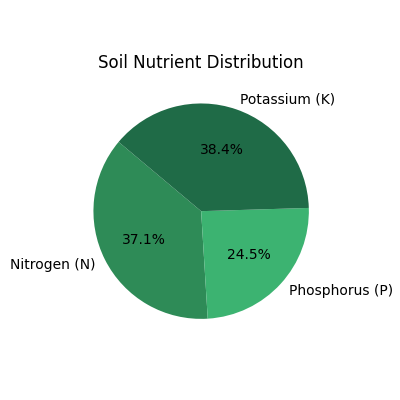 Soil Nutrient Distribution
Potassium (K)
38.4%
37.1%
24.5%
Nitrogen (N)
Phosphorus (P)